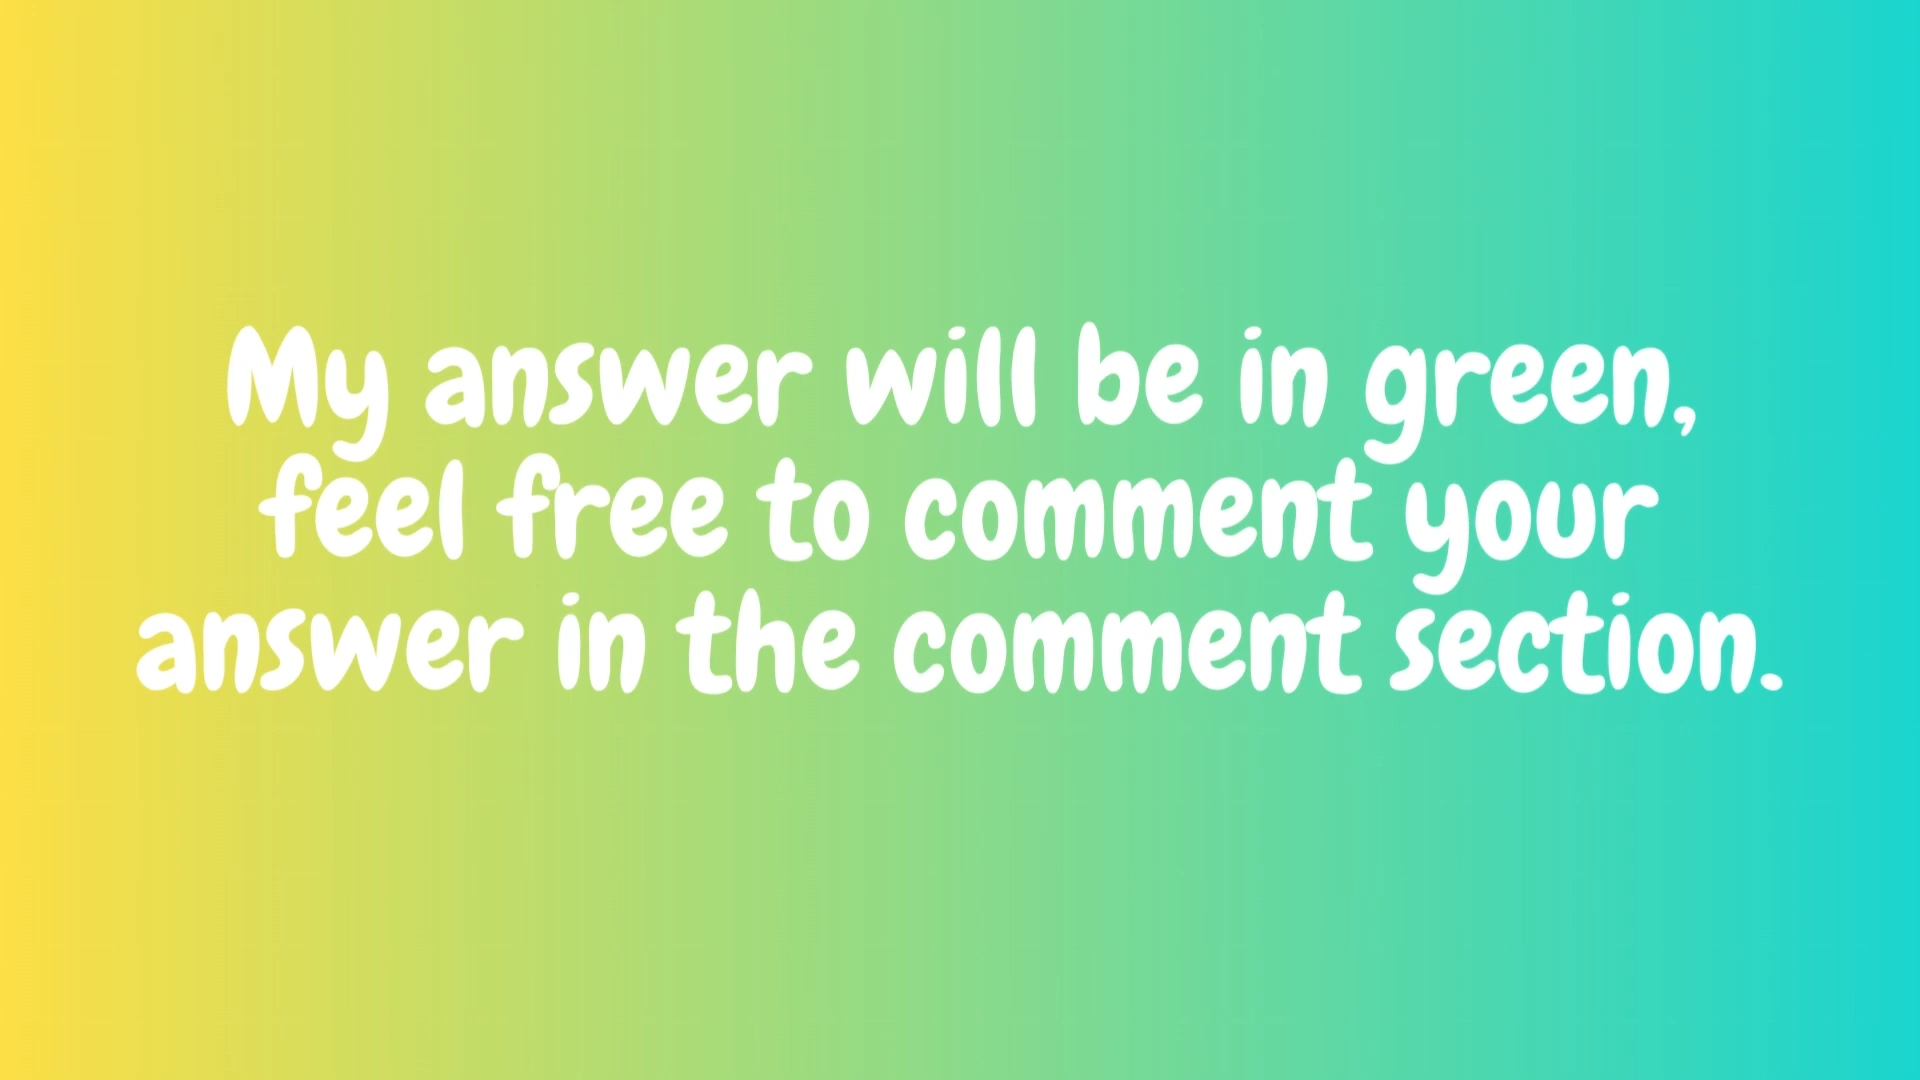 My answer will be in green,
feel free to comment your
answer in the comment section.